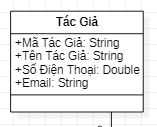 Tác Giả
+Mã Tác Giả: String
+Tên Tác Giả: String
+Số Điện Thoại: Double
+Email: String